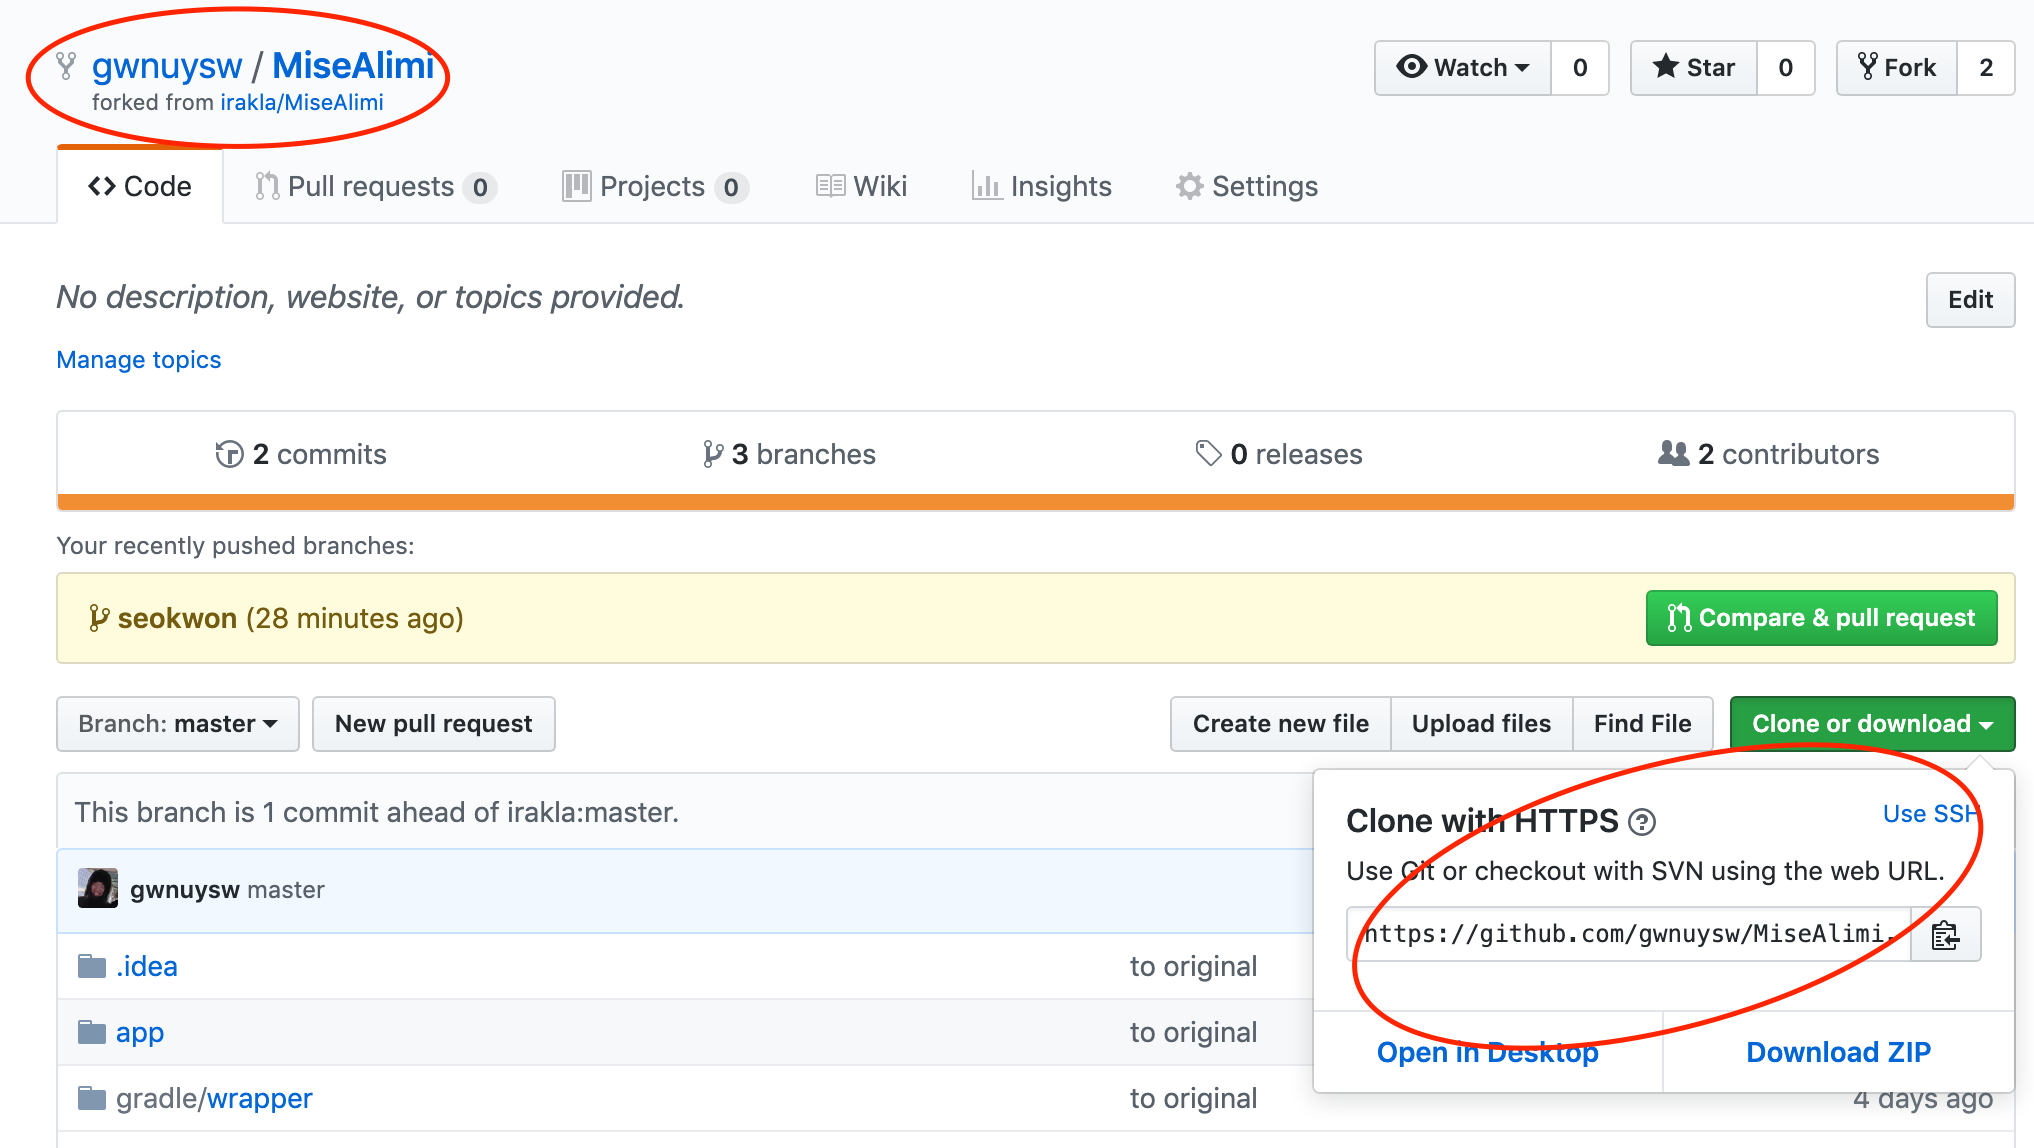 gwnuysw / MiseAlimi
forked from irakla/MiseAlimi
Watch 0 Star 0 Fork 2
Code Pull requests 0 Projects 0 Wiki Insights Settings
No description, website, or topics provided.
Edit
Manage topics
2 commits 3 branches 0 releases 2 contributors
Your recently pushed branches:
seokwon (28 minutes ago) Compare & pull request
Branch: master New pull request Create new file Upload files Find File Clone or download
This branch is 1 commit ahead of irakla:master.
Clone with HTTPS ? Use SSH
Use Git or checkout with SVN using the web URL.
https://github.com/gwnuysw/MiseAlimi.
Open in Desktop Download ZIP
gwnuysw master
.idea to original
app to original
gradle/wrapper to original 4 days ago